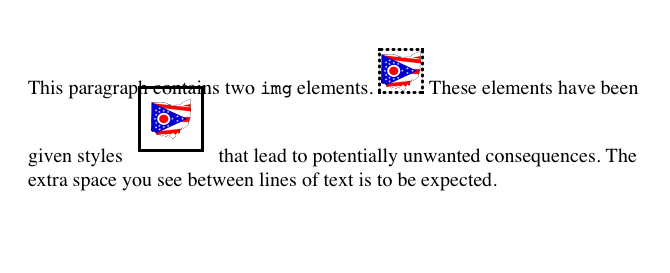 This paragraph contains two img elements. These elements have been
given styles that lead to potentially unwanted consequences. The
extra space you see between lines of text is to be expected.